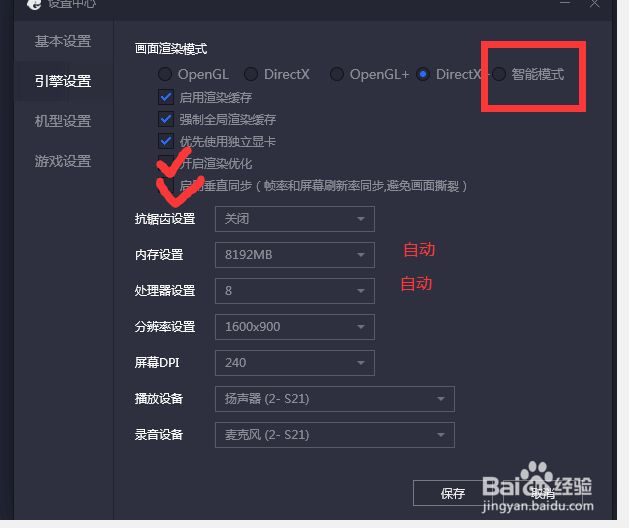 设置中心
基本设置
引擎设置
机型设置
游戏设置
画面渲染模式
OpenGL DirectX OpenGL+ DirectX 智能模式
启用渲染缓存
强制全局渲染缓存
优先使用独立显卡
开启渲染优化
启用垂直同步（帧率和屏幕刷新率同步,避免画面撕裂）
抗锯齿设置 关闭
内存设置 8192MB 自动
处理器设置 8 自动
分辨率设置 1600x900
屏幕DPI 240
播放设备 扬声器 (2- S21)
录音设备 麦克风 (2- S21)
保存 取消
Baidu经验
jingyan.baidu.com